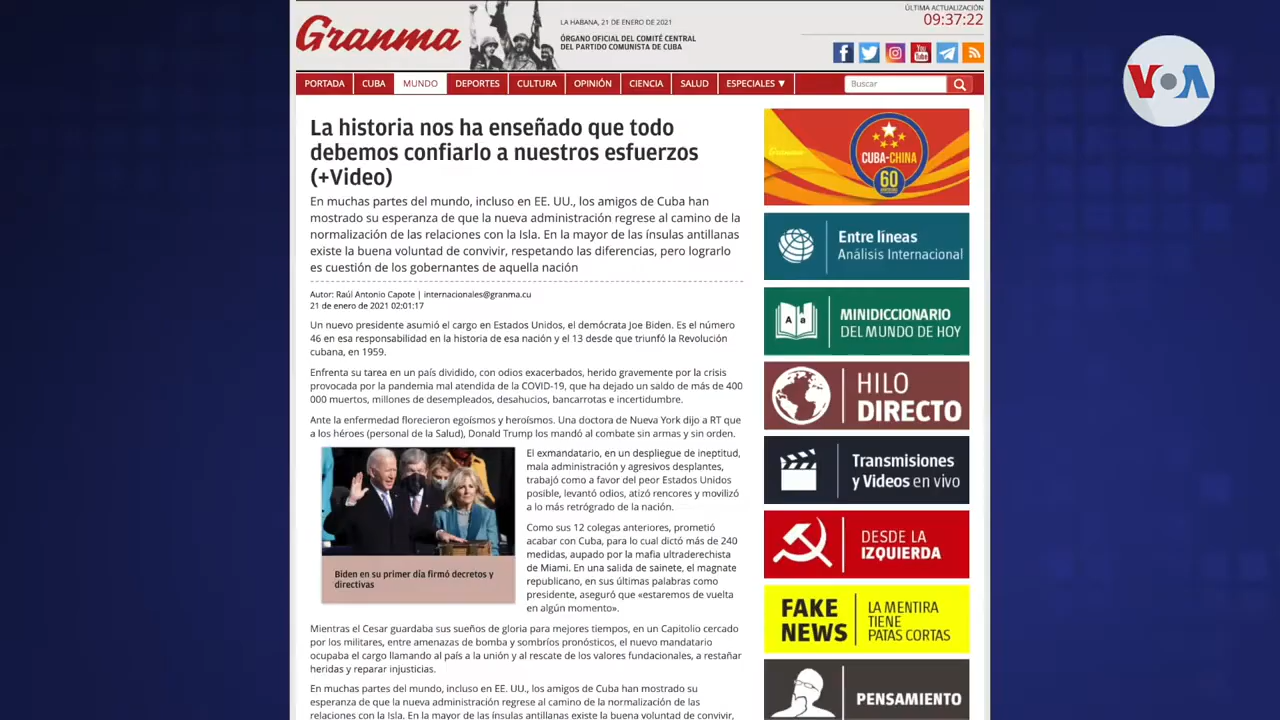 Granma
LA HABANA, 21 DE ENERO DE 2021
ÓRGANO OFICIAL DEL COMITÉ CENTRAL
DEL PARTIDO COMUNISTA DE CUBA
ÚLTIMA ACTUALIZACIÓN
09:37:22
You
Tube
VOA
PORTADA
CUBA
MUNDO
DEPORTES
CULTURA
OPINIÓN
CIENCIA
SALUD
ESPECIALES ▼
Buscar
La historia nos ha enseñado que todo
debemos confiarlo a nuestros esfuerzos
(+Video)
En muchas partes del mundo, incluso en EE. UU., los amigos de Cuba han
mostrado su esperanza de que la nueva administración regrese al camino de la
normalización de las relaciones con la Isla. En la mayor de las ínsulas antillanas
existe la buena voluntad de convivir, respetando las diferencias, pero lograrlo
es cuestión de los gobernantes de aquella nación
Autor: Raúl Antonio Capote | internacionales@granma.cu
21 de enero de 2021 02:01:17
Un nuevo presidente asumió el cargo en Estados Unidos, el demócrata Joe Biden. Es el número
46 en esa responsabilidad en la historia de esa nación y el 13 desde que triunfó la Revolución
cubana, en 1959.
Enfrenta su tarea en un país dividido, con odios exacerbados, herido gravemente por la crisis
provocada por la pandemia mal atendida de la COVID-19, que ha dejado un saldo de más de 400
000 muertos, millones de desempleados, desahucios, bancarrotas e incertidumbre.
Ante la enfermedad florecieron egoísmos y heroísmos. Una doctora de Nueva York dijo a RT que
a los héroes (personal de la Salud), Donald Trump los mandó al combate sin armas y sin orden.
El exmandatario, en un despliegue de ineptitud,
mala administración y agresivos desplantes,
trabajó como a favor del peor Estados Unidos
posible, levantó odios, atizó rencores y movilizó
a lo más retrógrado de la nación.
Como sus 12 colegas anteriores, prometió
acabar con Cuba, para lo cual dictó más de 240
medidas, aupado por la mafia ultraderechista
de Miami. En una salida de sainete, el magnate
republicano, en sus últimas palabras como
presidente, aseguró que «estaremos de vuelta
en algún momento».
Biden en su primer día firmó decretos y
directivas
Mientras el Cesar guardaba sus sueños de gloria para mejores tiempos, en un Capitolio cercado
por los militares, entre amenazas de bomba y sombríos pronósticos, el nuevo mandatario
ocupaba el cargo llamando al país a la unión y al rescate de los valores fundacionales, a restañar
heridas y reparar injusticias.
En muchas partes del mundo, incluso en EE. UU., los amigos de Cuba han mostrado su
esperanza de que la nueva administración regrese al camino de la normalización de las
relaciones con la Isla. En la mayor de las ínsulas antillanas existe la buena voluntad de convivir,
Granma
CUBA-CHINA
60
Entre líneas
Análisis Internacional
A a
MINIDICCIONARIO
DEL MUNDO DE HOY
HILO
DIRECTO
Transmisiones
y Videos en vivo
DESDE LA
IZQUIERDA
FAKE
NEWS
LA MENTIRA
TIENE
PATAS CORTAS
PENSAMIENTO